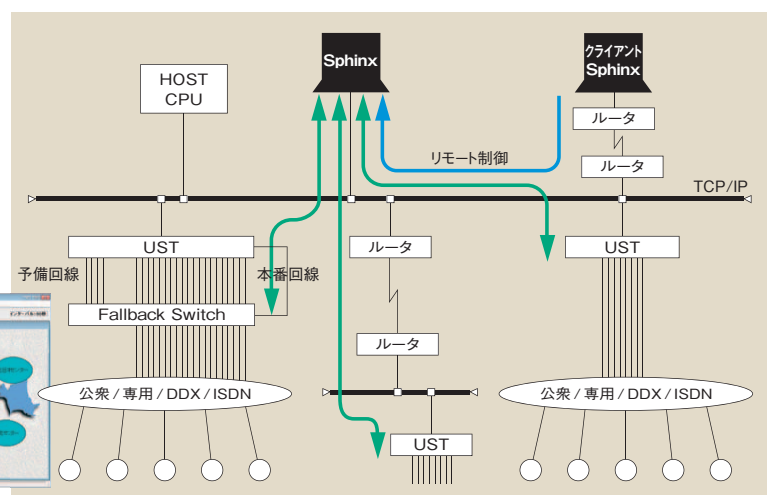 Sphinx
クライアント
Sphinx
HOST
CPU
ルータ
リモート制御
ルータ
TCP/IP
UST
ルータ
UST
予備回線
本番回線
Fallback Switch
ルータ
公衆/専用/DDX/ISDN
公衆/専用/DDX/ISDN
UST